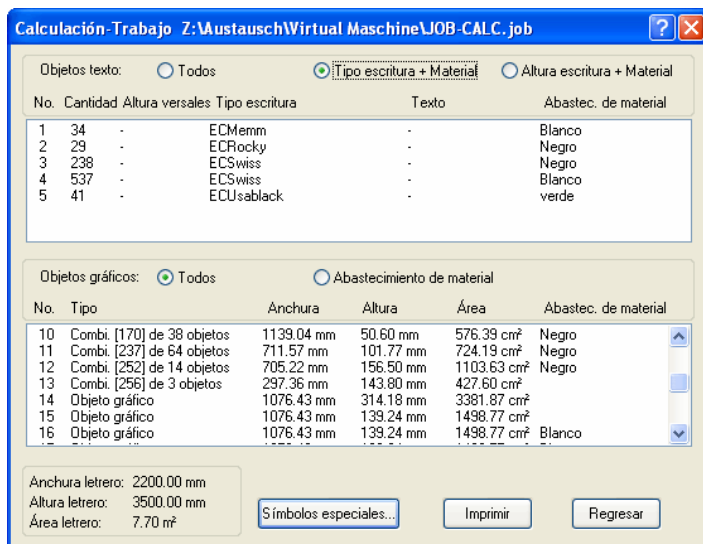 Calculación-Trabajo Z:\Austausch\Virtual Maschine\JOB-CALC.job
Objetos texto: Todos Tipo escritura + Material Altura escritura + Material
No. Cantidad Altura versales Tipo escritura Texto Abastec. de material
1 34 - ECMemm - Blanco
2 29 - ECRocky - Negro
3 238 - ECSwiss - Negro
4 537 - ECSwiss - Blanco
5 41 - ECUsablack - verde
Objetos gráficos: Todos Abastecimiento de material
No. Tipo Anchura Altura Área Abastec. de material
10 Combi. [170] de 38 objetos 1139.04 mm 50.60 mm 576.39 cm² Negro
11 Combi. [237] de 64 objetos 711.57 mm 101.77 mm 724.19 cm² Negro
12 Combi. [252] de 14 objetos 705.22 mm 156.50 mm 1103.63 cm² Negro
13 Combi. [256] de 3 objetos 297.36 mm 143.80 mm 427.60 cm²
14 Objeto gráfico 1076.43 mm 314.18 mm 3381.87 cm²
15 Objeto gráfico 1076.43 mm 139.24 mm 1498.77 cm²
16 Objeto gráfico 1076.43 mm 139.24 mm 1498.77 cm² Blanco
Anchura letrero: 2200.00 mm
Altura letrero: 3500.00 mm
Área letrero: 7.70 m²
Símbolos especiales... Imprimir Regresar